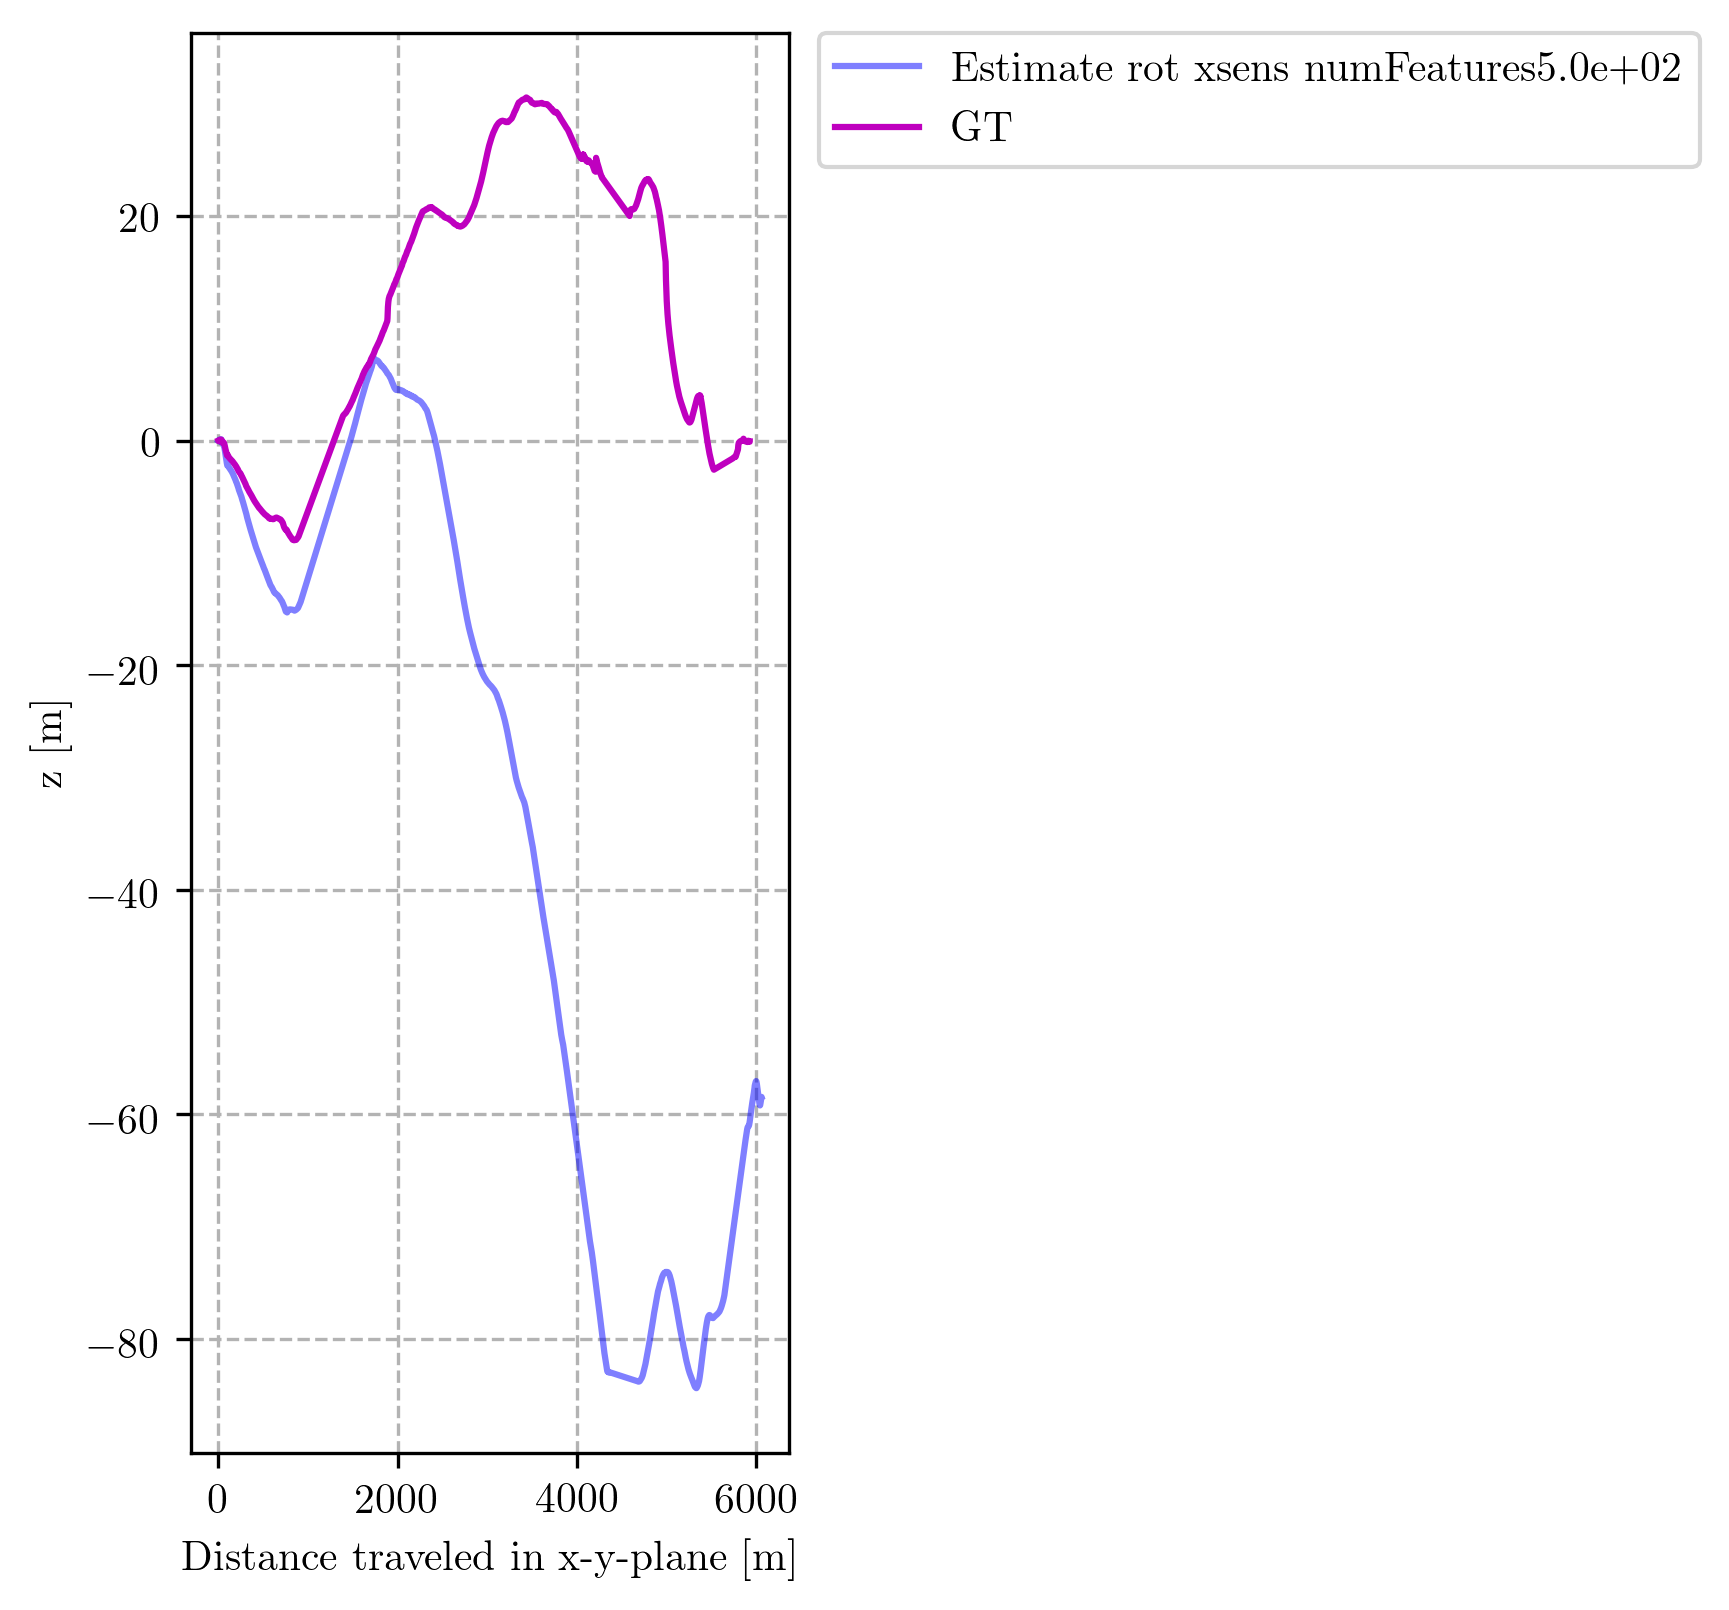 Estimate rot xsens numFeatures5.0e+02
GT
20
0
−20
−40
−60
−80
z [m]
0 2000 4000 6000
Distance traveled in x-y-plane [m]